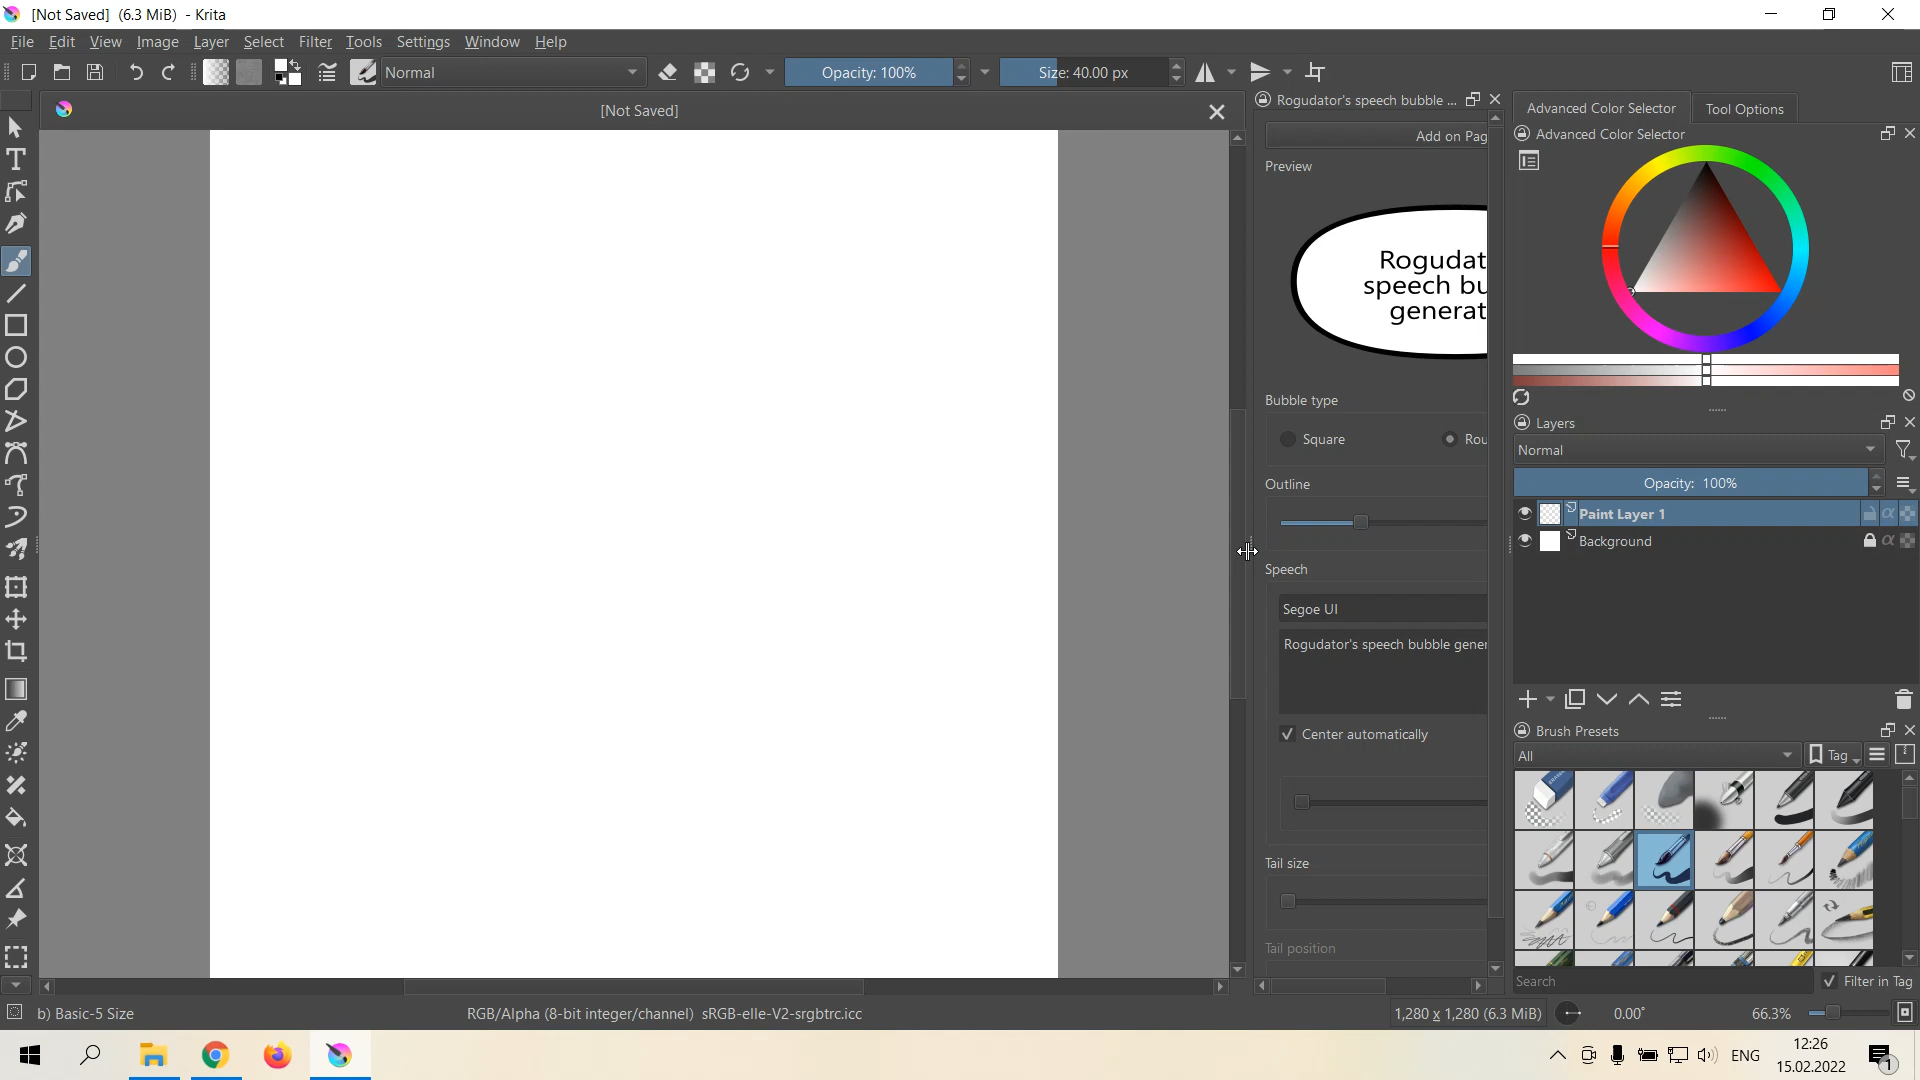 [Not Saved] (6.3 MiB) - Krita
File Edit View Image Layer Select Filter Tools Settings Window Help
Normal Opacity: 100% Size: 40.00 px
[Not Saved]
Rogudator's speech bubble ...
Add on Pag
Preview
Rogudat
speech bu
generat
Bubble type
Square Rou
Outline
Speech
Segoe UI
Rogudator's speech bubble gener
Center automatically
Tail size
Tail position
Advanced Color Selector Tool Options
Advanced Color Selector
Layers
Normal
Opacity: 100%
Paint Layer 1
Background
Brush Presets
All Tag
Search Filter in Tag
b) Basic-5 Size RGB/Alpha (8-bit integer/channel) sRGB-elle-V2-srgbtrc.icc 1,280 x 1,280 (6.3 MiB) 0.00° 66.3%
ENG 12:26
15.02.2022 1